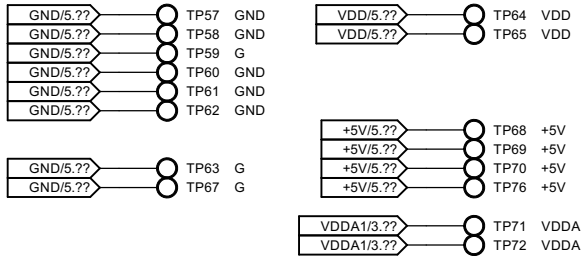 GND/5.?? TP57 GND
GND/5.?? TP58 GND
GND/5.?? TP59 G
GND/5.?? TP60 GND
GND/5.?? TP61 GND
GND/5.?? TP62 GND
GND/5.?? TP63 G
GND/5.?? TP67 G
VDD/5.?? TP64 VDD
VDD/5.?? TP65 VDD
+5V/5.?? TP68 +5V
+5V/5.?? TP69 +5V
+5V/5.?? TP70 +5V
+5V/5.?? TP76 +5V
VDDA1/3.?? TP71 VDDA
VDDA1/3.?? TP72 VDDA